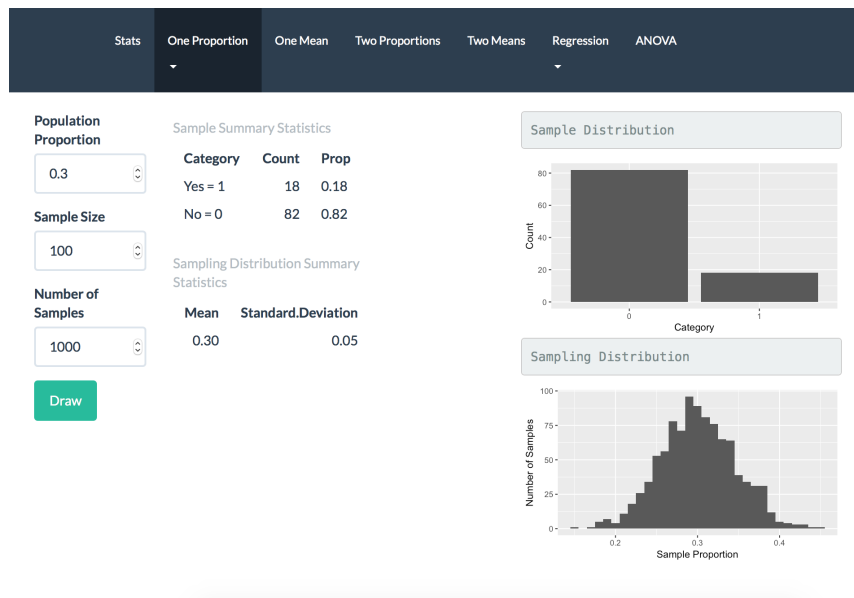 Stats One Proportion One Mean Two Proportions Two Means Regression ANOVA
Population
Proportion
0.3
Sample Size
100
Number of
Samples
1000
Draw
Sample Summary Statistics
Category Count Prop
Yes = 1 18 0.18
No = 0 82 0.82
Sampling Distribution Summary
Statistics
Mean Standard.Deviation
0.30 0.05
Sample Distribution
80
60
40
20
0
Count
0 1
Category
Sampling Distribution
100
75
50
25
0
Number of Samples
0.2 0.3 0.4
Sample Proportion